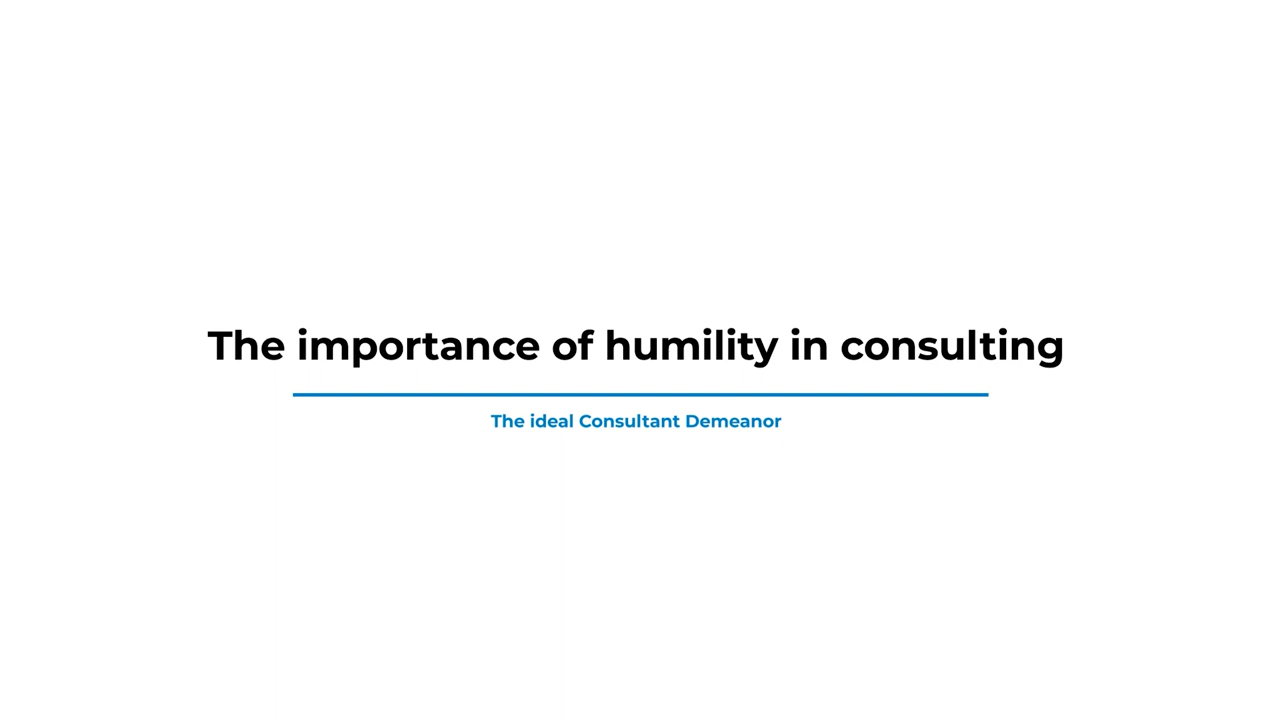 The importance of humility in consulting
The ideal Consultant Demeanor